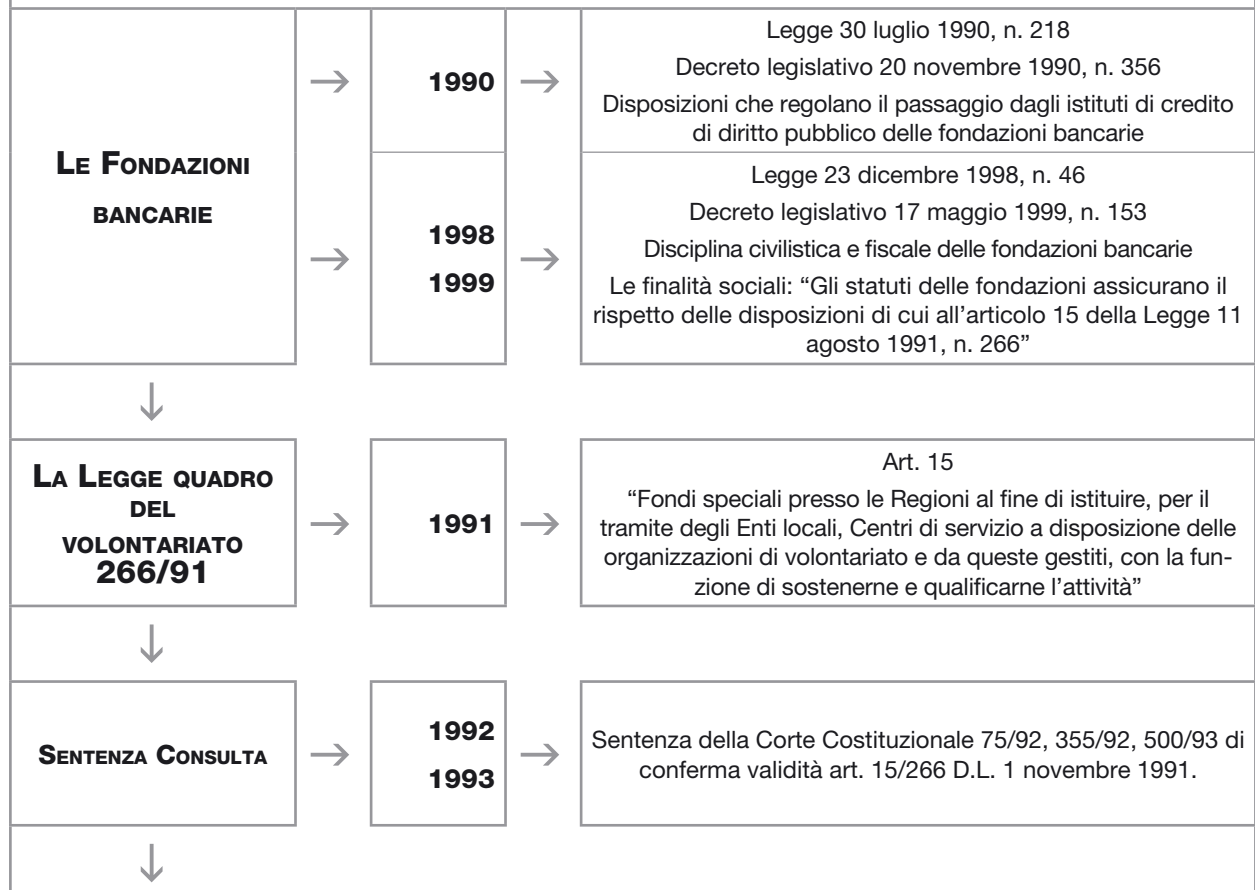 LE FONDAZIONI
BANCARIE
→
1990
→
Legge 30 luglio 1990, n. 218
Decreto legislativo 20 novembre 1990, n. 356
Disposizioni che regolano il passaggio dagli istituti di credito
di diritto pubblico delle fondazioni bancarie
→
1998
1999
→
Legge 23 dicembre 1998, n. 46
Decreto legislativo 17 maggio 1999, n. 153
Disciplina civilistica e fiscale delle fondazioni bancarie
Le finalità sociali: “Gli statuti delle fondazioni assicurano il
rispetto delle disposizioni di cui all’articolo 15 della Legge 11
agosto 1991, n. 266”
↓
LA LEGGE QUADRO
DEL
VOLONTARIATO
266/91
→
1991
→
Art. 15
“Fondi speciali presso le Regioni al fine di istituire, per il
tramite degli Enti locali, Centri di servizio a disposizione delle
organizzazioni di volontariato e da queste gestiti, con la fun-
zione di sostenerne e qualificarne l’attività”
↓
SENTENZA CONSULTA
→
1992
1993
→
Sentenza della Corte Costituzionale 75/92, 355/92, 500/93 di
conferma validità art. 15/266 D.L. 1 novembre 1991.
↓